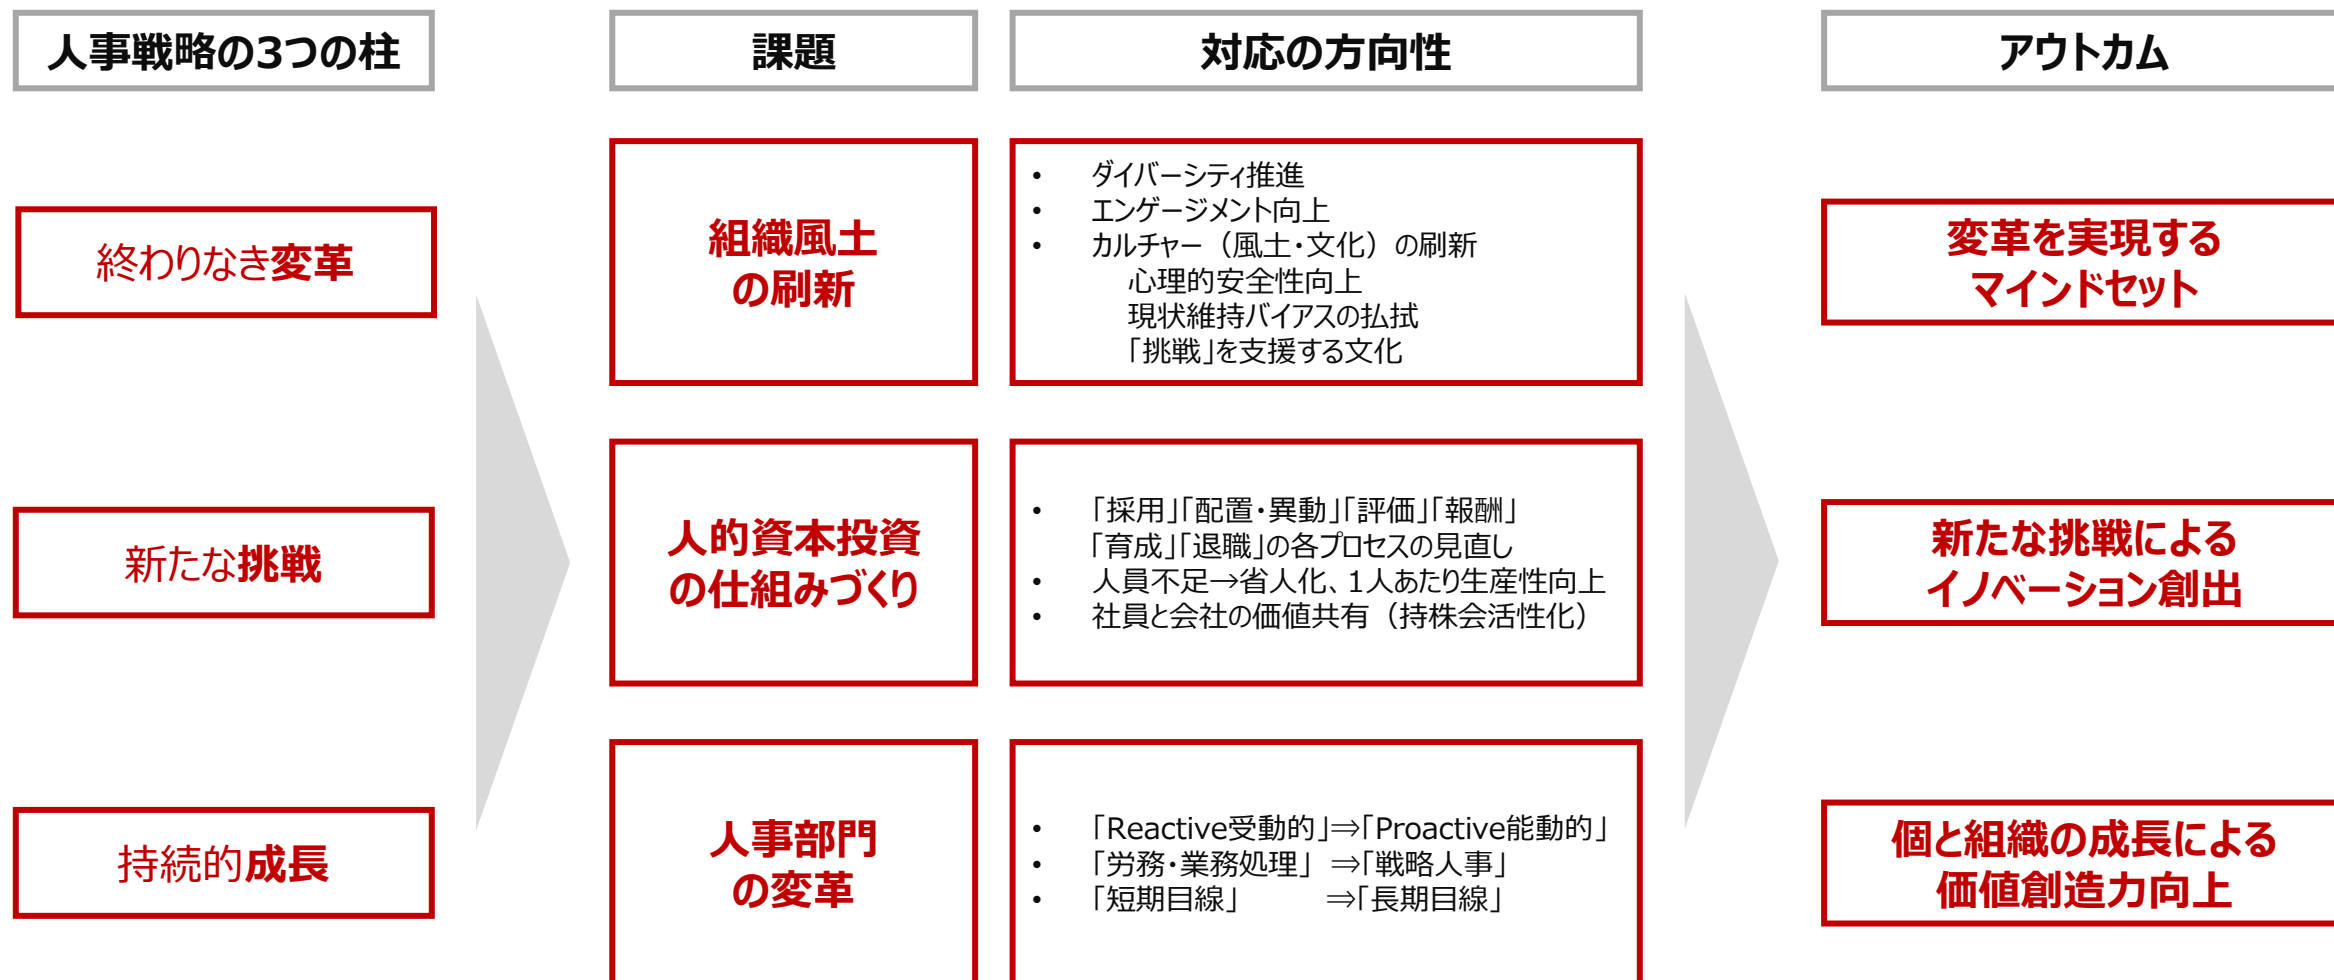 人事戦略の3つの柱
課題
対応の方向性
アウトカム
終わりなき変革
組織風土
の刷新
• ダイバーシティ推進
• エンゲージメント向上
• カルチャー（風土・文化）の刷新
心理的安全性向上
現状維持バイアスの払拭
「挑戦」を支援する文化
変革を実現する
マインドセット
新たな挑戦
人的資本投資
の仕組みづくり
• 「採用」「配置・異動」「評価」「報酬」
「育成」「退職」の各プロセスの見直し
• 人員不足→省人化、1人あたり生産性向上
• 社員と会社の価値共有（持株会活性化）
新たな挑戦による
イノベーション創出
持続的成長
人事部門
の変革
• 「Reactive受動的」⇒「Proactive能動的」
• 「労務・業務処理」 ⇒「戦略人事」
• 「短期目線」 ⇒「長期目線」
個と組織の成長による
価値創造力向上